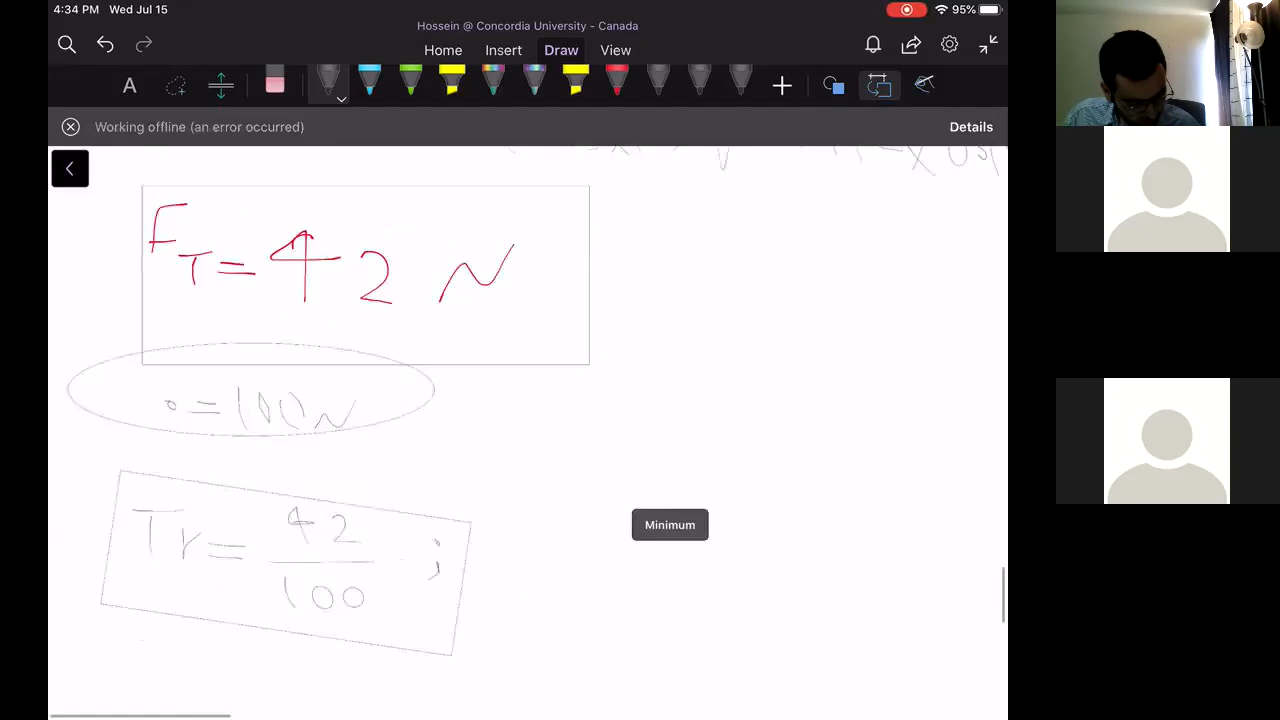 4:34 PM Wed Jul 15
95%
Hossein @ Concordia University - Canada
Home Insert Draw View
A
Working offline (an error occurred)
Details
F_T = 42 N
= 100 N
Tr = 42/100 ;
Minimum